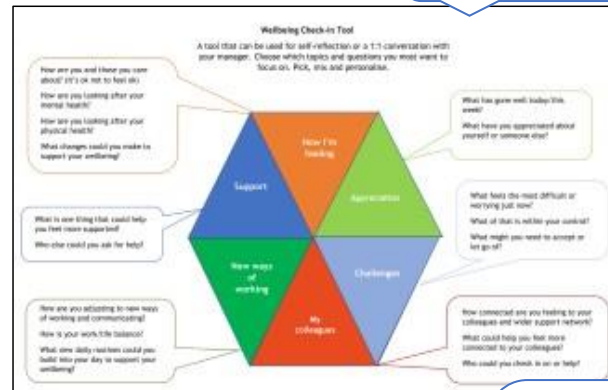 Wellbeing Check-in Tool
A tool that can be used for self-reflection or a 1:1 conversation with
your manager. Choose which topics and questions you most want to
focus on. Pick, mix and personalise.
How are you and those you care
about? (It's ok not to feel ok)
How are you looking after your
mental health?
How are you looking after your
physical health?
What changes could you make to
support your wellbeing?
What has gone well today/this
week?
What have you appreciated about
yourself or someone else?
How I'm
feeling
Support
Appreciation
What is one thing that could help
you feel more supported?
Who else could you ask for help?
What feels the most difficult or
worrying just now?
What of that is within your control?
What might you need to accept or
let go of?
New ways
of
working
My
colleagues
Challenges
How are you adjusting to new ways
of working and communicating?
How is your work/life balance?
What new daily routines could you
build into your day to support your
wellbeing?
How connected are you feeling to your
colleagues and wider support network?
What could help you feel more
connected to your colleagues?
Who could you check in on or help?